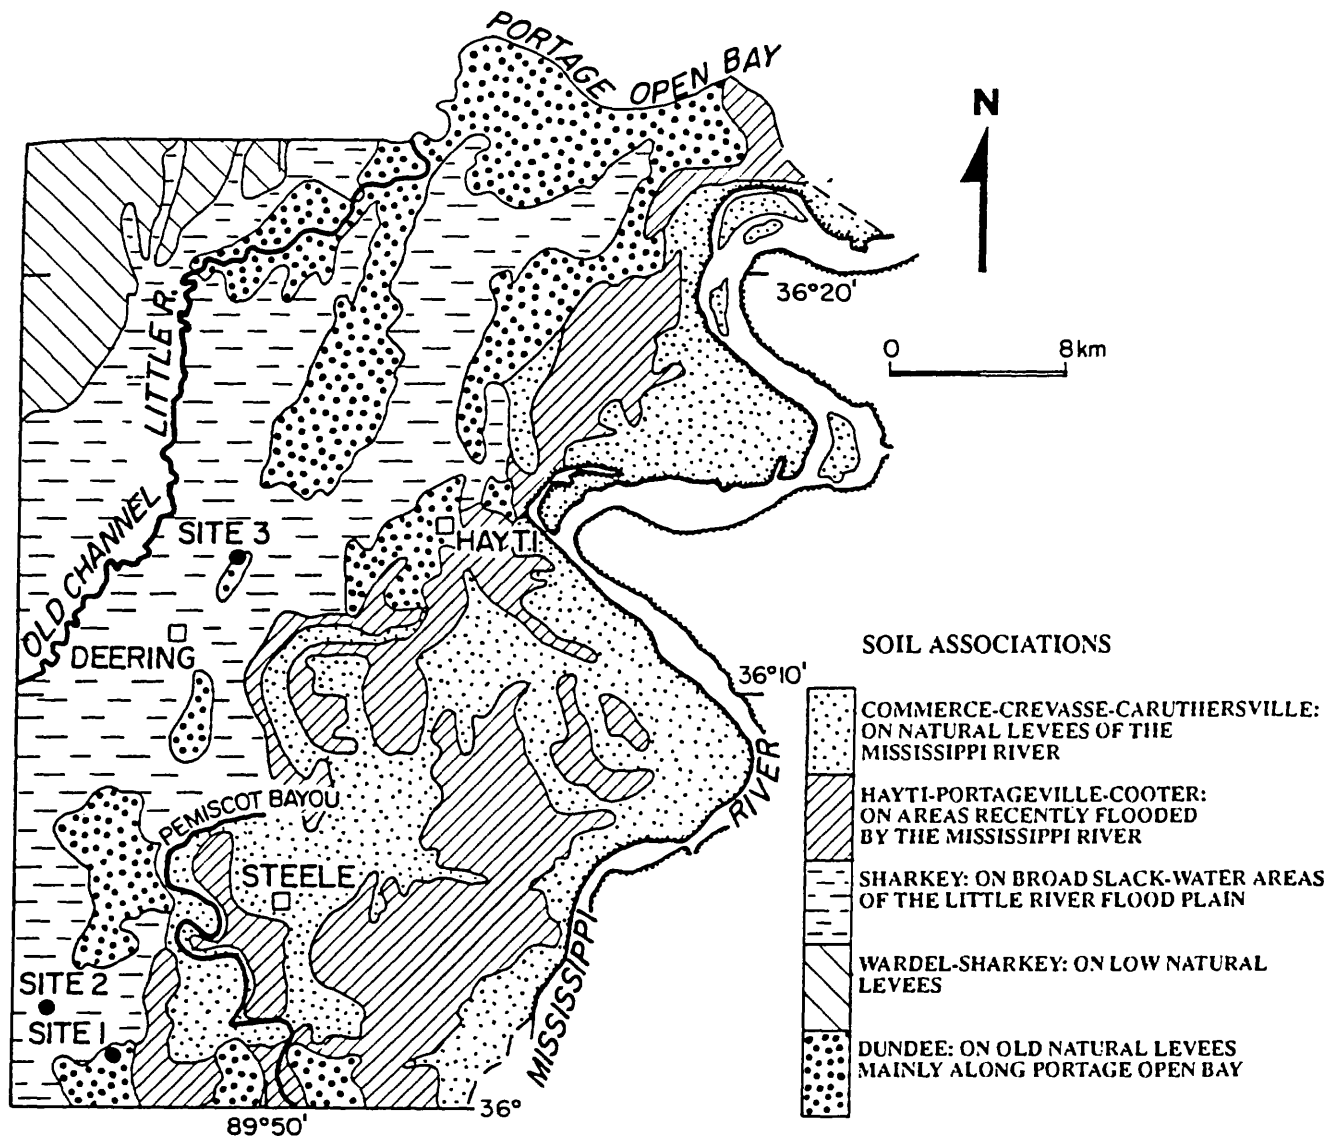 PORTAGE OPEN BAY
N
36°20'
0 8km
LITTLE R.
OLD CHANNEL
SITE 3
HAYTI
DEERING
36°10'
PEMISCOT BAYOU
STEELE
MISSISSIPPI RIVER
SITE 2
SITE 1
36°
89°50'
SOIL ASSOCIATIONS
COMMERCE-CREVASSE-CARUTHERSVILLE:
ON NATURAL LEVEES OF THE
MISSISSIPPI RIVER
HAYTI-PORTAGEVILLE-COOTER:
ON AREAS RECENTLY FLOODED
BY THE MISSISSIPPI RIVER
SHARKEY: ON BROAD SLACK-WATER AREAS
OF THE LITTLE RIVER FLOOD PLAIN
WARDEL-SHARKEY: ON LOW NATURAL
LEVEES
DUNDEE: ON OLD NATURAL LEVEES
MAINLY ALONG PORTAGE OPEN BAY